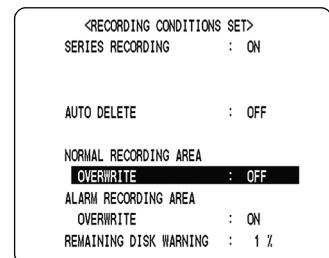 <RECORDING CONDITIONS SET>
SERIES RECORDING : ON
AUTO DELETE : OFF
NORMAL RECORDING AREA
OVERWRITE : OFF
ALARM RECORDING AREA
OVERWRITE : ON
REMAINING DISK WARNING : 1 %